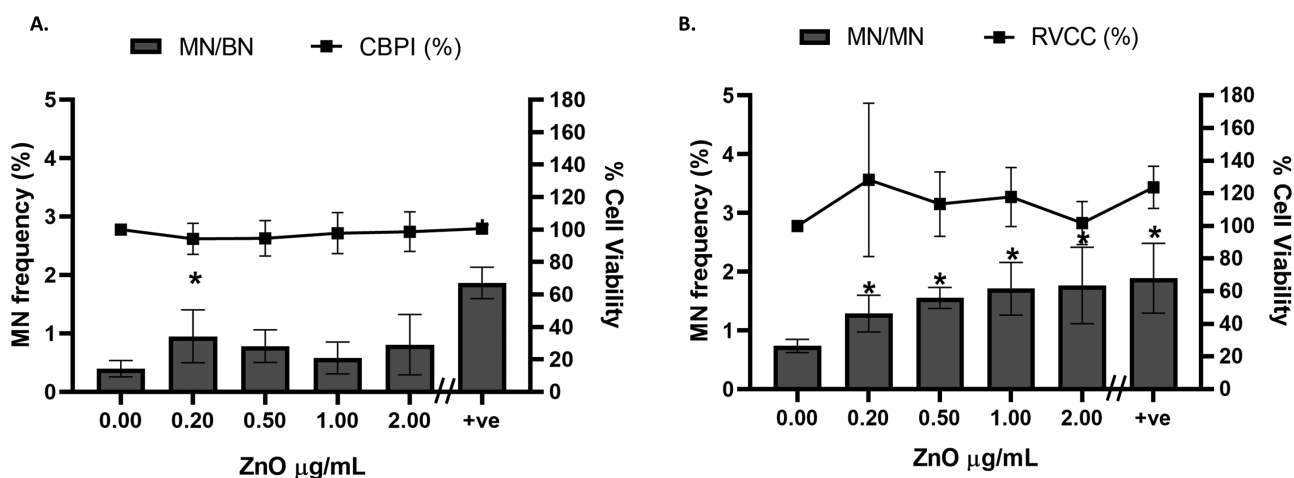 A.
MN/BN CBPI (%)
MN frequency (%)
5
4
3
2
1
0
180
160
140
120
100
80
60
40
20
0
% Cell Viability
*
*
0.00 0.20 0.50 1.00 2.00 +ve
ZnO μg/mL
B.
MN/MN RVCC (%)
MN frequency (%)
5
4
3
2
1
0
180
160
140
120
100
80
60
40
20
0
% Cell Viability
* * * * *
0.00 0.20 0.50 1.00 2.00 +ve
ZnO μg/mL